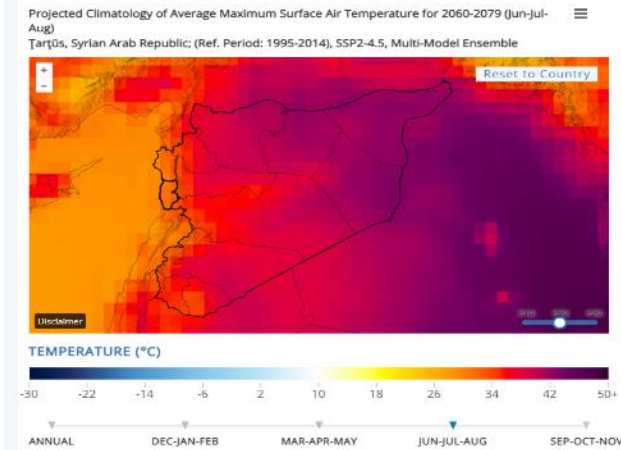 Projected Climatology of Average Maximum Surface Air Temperature for 2060-2079 (Jun-Jul-
Aug)
Ţarţūs, Syrian Arab Republic; (Ref. Period: 1995-2014), SSP2-4.5, Multi-Model Ensemble
+
Reset to Country
-
Disclaimer
TEMPERATURE (°C)
-30 -22 -14 -6 2 10 18 26 34 42 50+
ANNUAL DEC-JAN-FEB MAR-APR-MAY JUN-JUL-AUG SEP-OCT-NOV